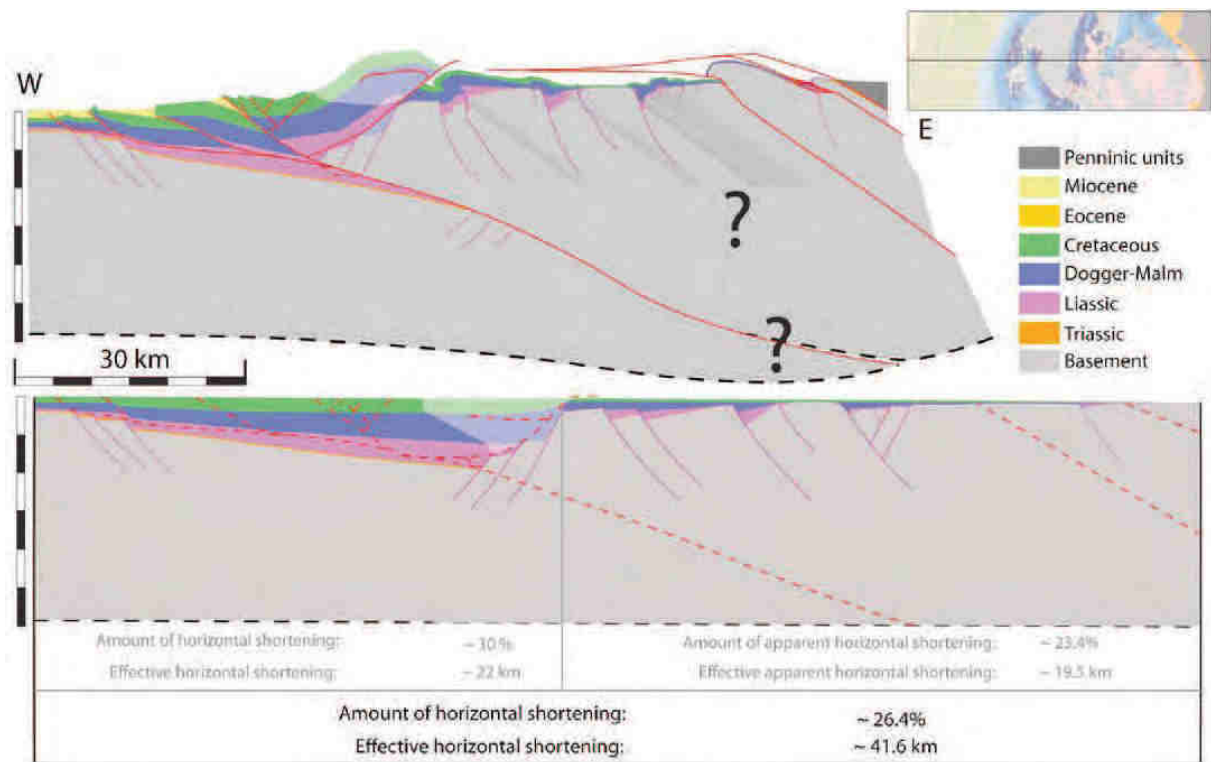 W
E
Penninic units
Miocene
Eocene
Cretaceous
Dogger-Malm
Liassic
Triassic
Basement
?
?
30 km
Amount of horizontal shortening: ~ 30 %
Effective horizontal shortening: ~ 22 km
Amount of apparent horizontal shortening: ~ 23.4%
Effective apparent horizontal shortening: ~ 19.5 km
Amount of horizontal shortening: ~ 26.4%
Effective horizontal shortening: ~ 41.6 km